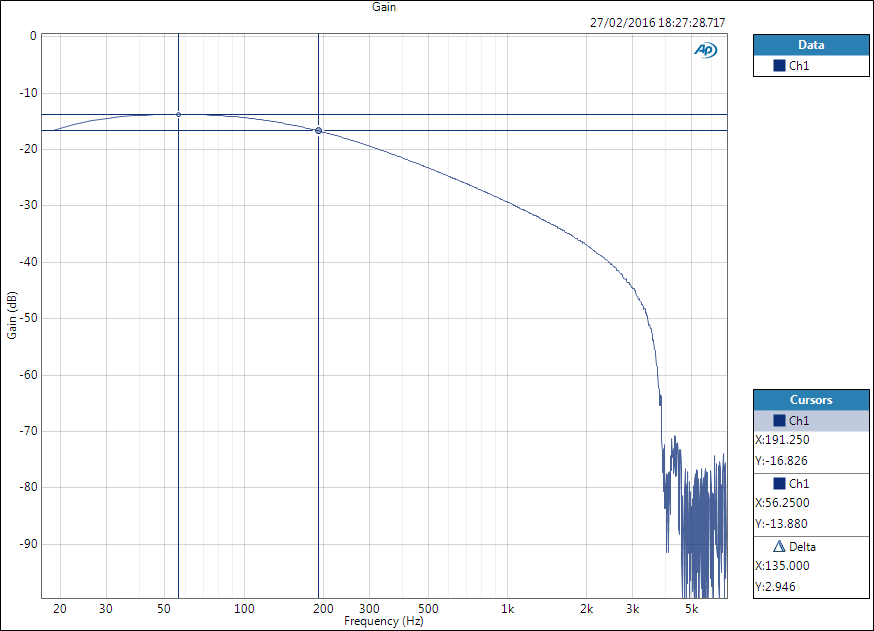 Gain
27/02/2016 18:27:28.717
AP
Gain (dB)
0
-10
-20
-30
-40
-50
-60
-70
-80
-90
20 30 50 100 200 300 500 1k 2k 3k 5k
Frequency (Hz)
Data
Ch1
Cursors
Ch1
X:191.250
Y:-16.826
Ch1
X:56.2500
Y:-13.880
Delta
X:135.000
Y:2.946